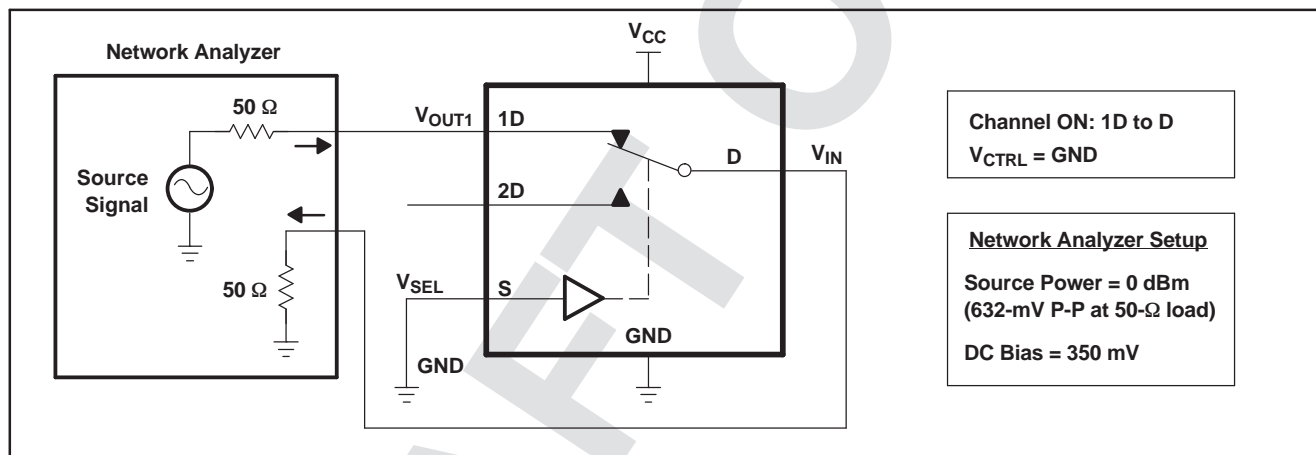 Network Analyzer
50 Ω
Source
Signal
50 Ω
VCC
VOUT1
1D
2D
D
VIN
VSEL
S
GND
GND
Channel ON: 1D to D
VCTRL = GND
Network Analyzer Setup
Source Power = 0 dBm
(632-mV P-P at 50-Ω load)
DC Bias = 350 mV